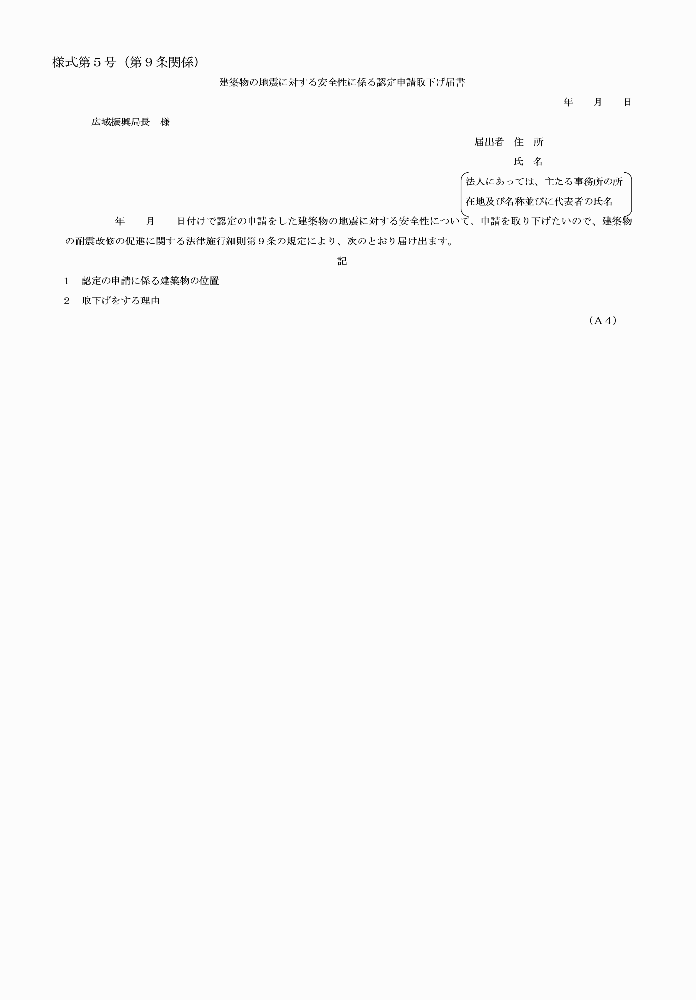 様式第５号（第９条関係）
建築物の地震に対する安全性に係る認定申請取下げ届書
年　　月　　日
広域振興局長　様
届出者　住　所
氏　名
法人にあっては、主たる事務所の所
在地及び名称並びに代表者の氏名
年　　月　　日付けで認定の申請をした建築物の地震に対する安全性について、申請を取り下げたいので、建築物
の耐震改修の促進に関する法律施行細則第９条の規定により、次のとおり届け出ます。
記
１　認定の申請に係る建築物の位置
２　取下げをする理由
（Ａ４）